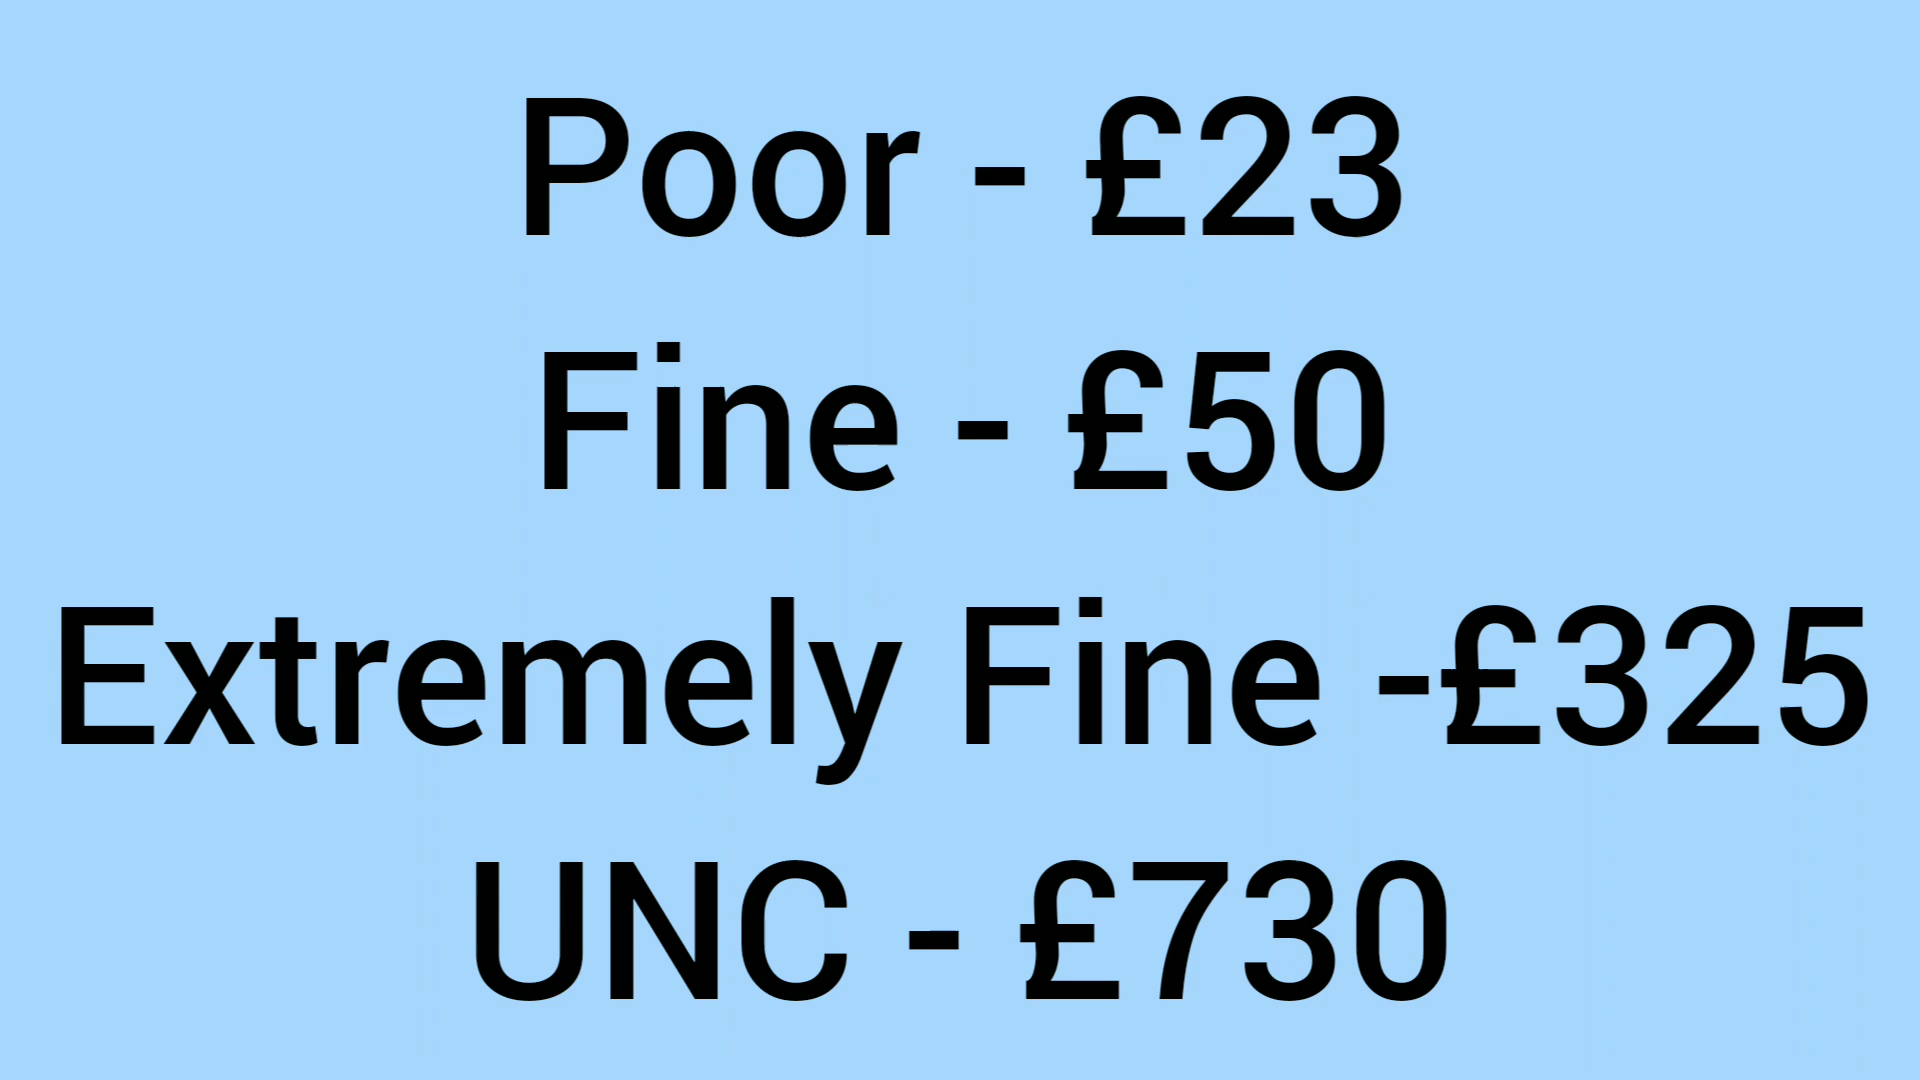 Poor - £23
Fine - £50
Extremely Fine -£325
UNC - £730